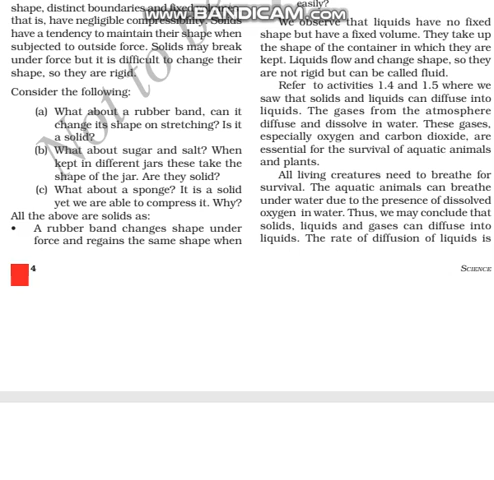 shape, distinct boundaries and fixed volumes,
that is, have negligible compressibility. Solids
have a tendency to maintain their shape when
subjected to outside force. Solids may break
under force but it is difficult to change their
shape, so they are rigid.
Consider the following:
(a) What about a rubber band, can it
change its shape on stretching? Is it
a solid?
(b) What about sugar and salt? When
kept in different jars these take the
shape of the jar. Are they solid?
(c) What about a sponge? It is a solid
yet we are able to compress it. Why?
All the above are solids as:
• A rubber band changes shape under
force and regains the same shape when
easily?
We observe that liquids have no fixed
shape but have a fixed volume. They take up
the shape of the container in which they are
kept. Liquids flow and change shape, so they
are not rigid but can be called fluid.
Refer to activities 1.4 and 1.5 where we
saw that solids and liquids can diffuse into
liquids. The gases from the atmosphere
diffuse and dissolve in water. These gases,
especially oxygen and carbon dioxide, are
essential for the survival of aquatic animals
and plants.
All living creatures need to breathe for
survival. The aquatic animals can breathe
under water due to the presence of dissolved
oxygen in water. Thus, we may conclude that
solids, liquids and gases can diffuse into
liquids. The rate of diffusion of liquids is
4
SCIENCE
www.BANDICAM.com
Not to